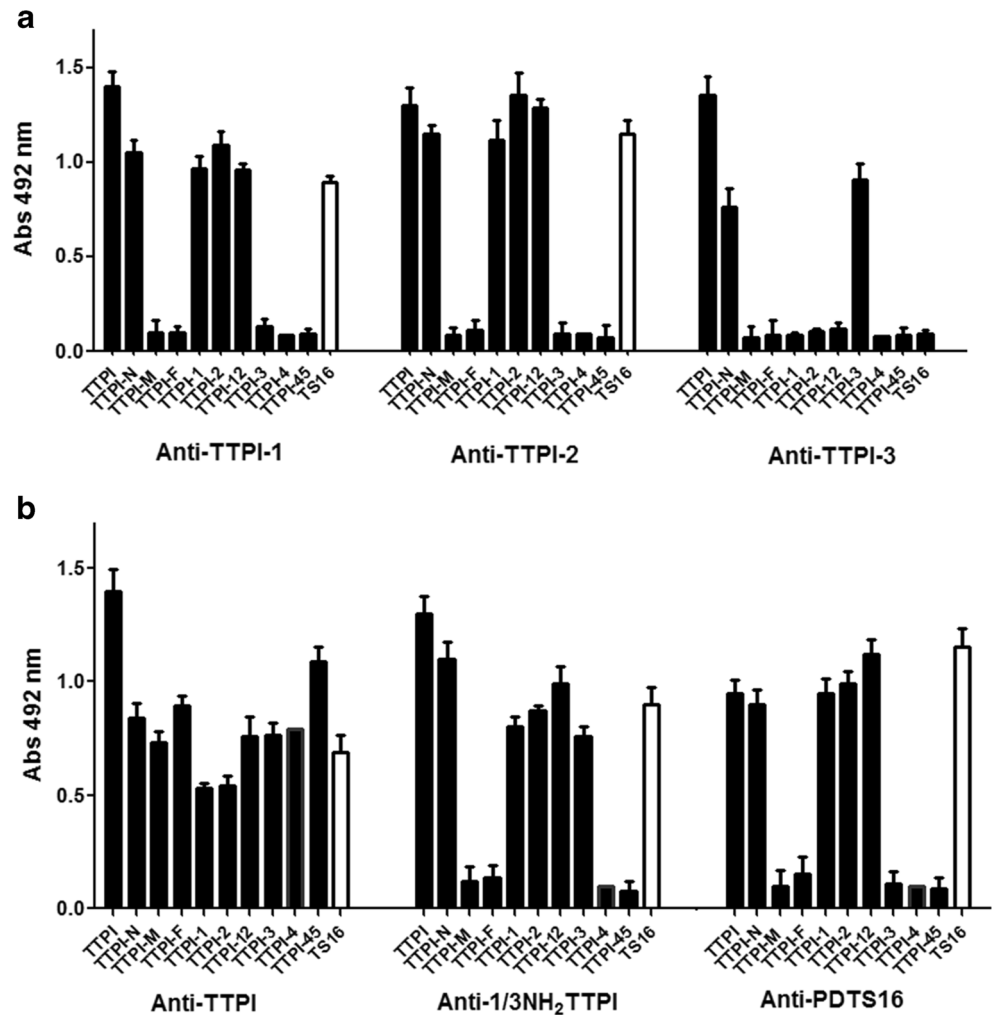 a
Abs 492 nm
1.5
1.0
0.5
0.0
TTPI TTPI-N TTPI-M TTPI-F TTPI-1 TTPI-2 TTPI-12 TTPI-3 TTPI-4 TTPI-45 TS16
TTPI TTPI-N TTPI-M TTPI-F TTPI-1 TTPI-2 TTPI-12 TTPI-3 TTPI-4 TTPI-45 TS16
TTPI TTPI-N TTPI-M TTPI-F TTPI-1 TTPI-2 TTPI-12 TTPI-3 TTPI-4 TTPI-45 TS16
Anti-TTPI-1 Anti-TTPI-2 Anti-TTPI-3
b
Abs 492 nm
1.5
1.0
0.5
0.0
TTPI TTPI-N TTPI-M TTPI-F TTPI-1 TTPI-2 TTPI-12 TTPI-3 TTPI-4 TTPI-45 TS16
TTPI TTPI-N TTPI-M TTPI-F TTPI-1 TTPI-2 TTPI-12 TTPI-3 TTPI-4 TTPI-45 TS16
TTPI TTPI-N TTPI-M TTPI-F TTPI-1 TTPI-2 TTPI-12 TTPI-3 TTPI-4 TTPI-45 TS16
Anti-TTPI Anti-1/3NH₂TTPI Anti-PDTS16